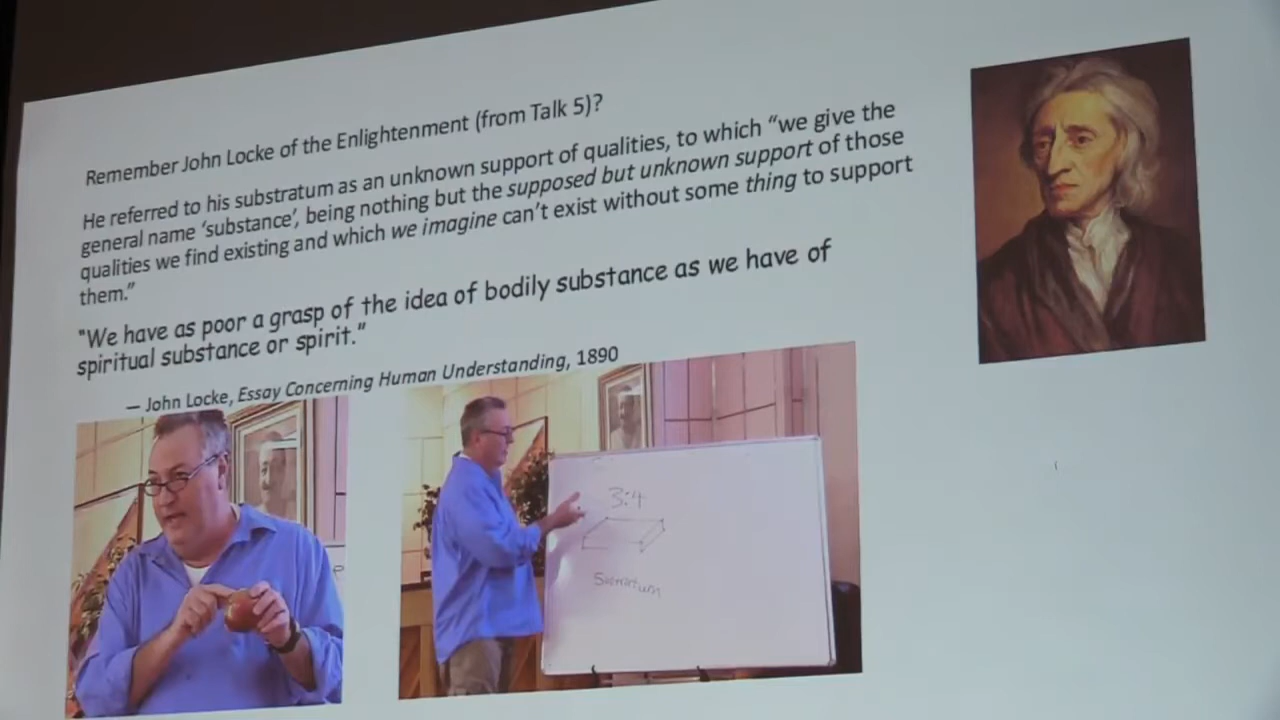 Remember John Locke of the Enlightenment (from Talk 5)?
He referred to his substratum as an unknown support of qualities, to which “we give the
general name ‘substance’, being nothing but the supposed but unknown support of those
qualities we find existing and which we imagine can’t exist without some thing to support
them.”
"We have as poor a grasp of the idea of bodily substance as we have of
spiritual substance or spirit."
— John Locke, Essay Concerning Human Understanding, 1890
3:4
Substratum